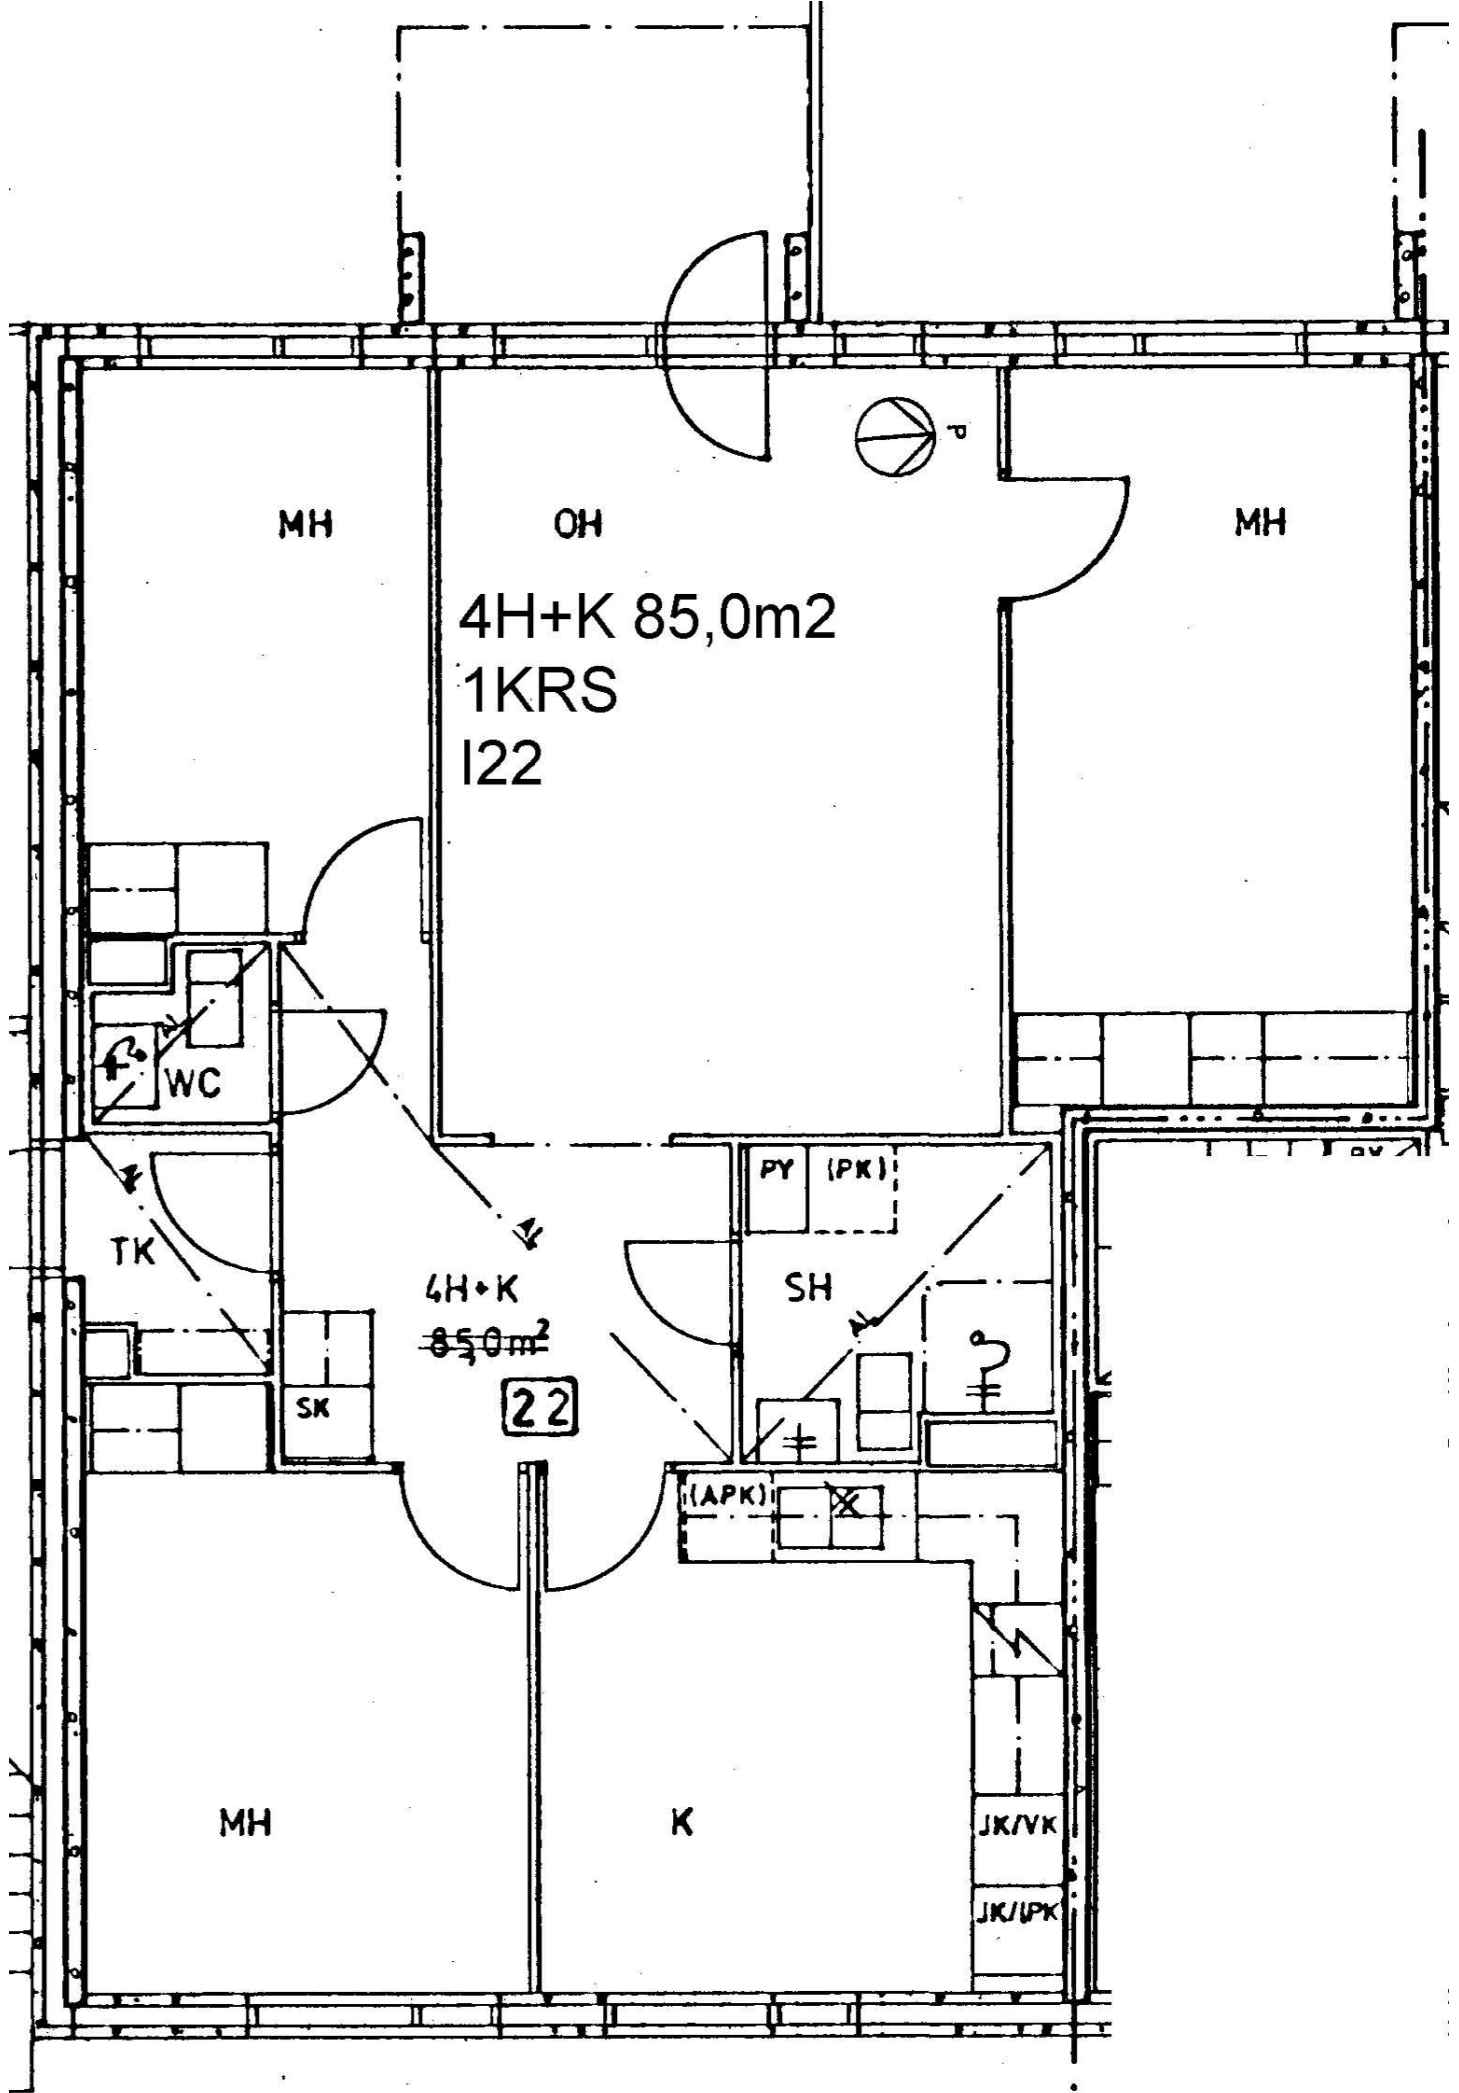 P
MH
OH
MH
4H+K 85,0m2
1KRS
I22
WC
PY
(PK)
TK
SH
4H+K
85,0m²
SK
22
(APK)
MH
K
JK/VK
JK/PK